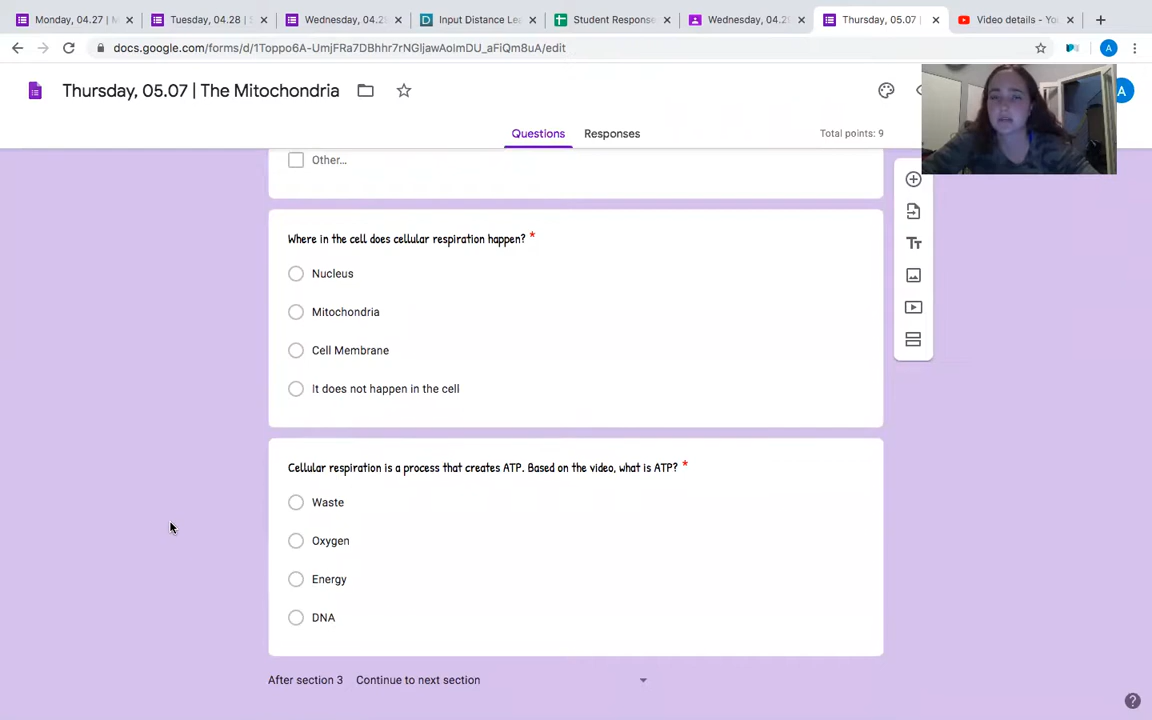 Monday, 04.27 | M
Tuesday, 04.28 | S
Wednesday, 04.2
Input Distance Le
Student Response
Wednesday, 04.2
Thursday, 05.07 |
Video details - Yo
docs.google.com/forms/d/1Toppo6A-UmjFRa7DBhhr7rNGljawAoImDU_aFiQm8uA/edit
A
Thursday, 05.07 | The Mitochondria
A
Questions
Responses
Total points: 9
Other...
Where in the cell does cellular respiration happen? *
Nucleus
Mitochondria
Cell Membrane
It does not happen in the cell
Cellular respiration is a process that creates ATP. Based on the video, what is ATP? *
Waste
Oxygen
Energy
DNA
After section 3 Continue to next section